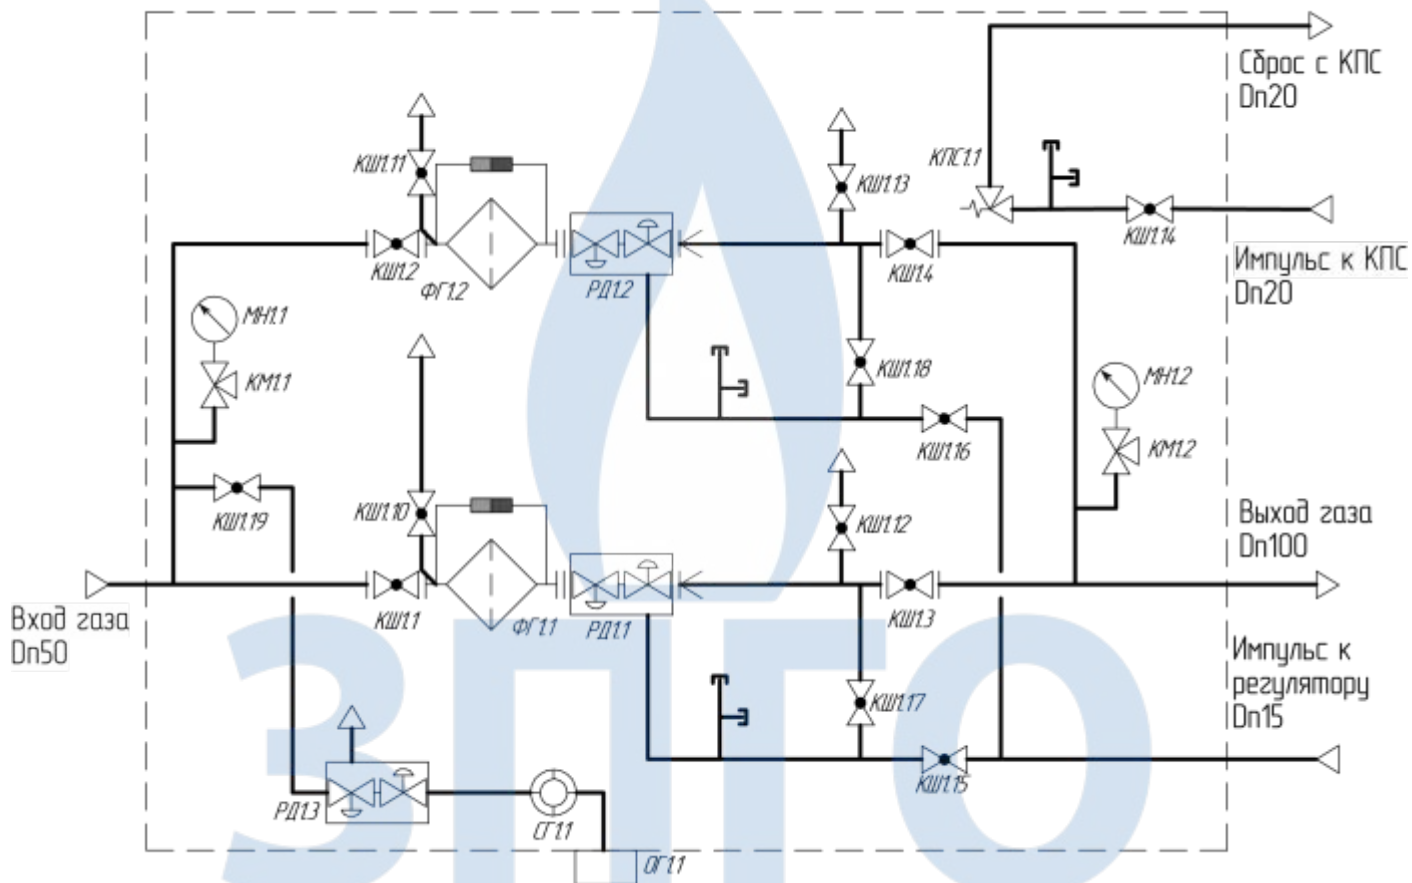 Сброс с КПС
Dn20
КШ1.11
КПС1.1
КШ1.13
КШ1.14
КШ1.2
ФГ1.2
РД1.2
КШ1.4
Импульс к КПС
Dn20
МН1.1
КМ1.1
КШ1.18
МН1.2
КШ1.16
КМ1.2
КШ1.19
КШ1.10
КШ1.12
Выход газа
Dn100
Вход газа
Dn50
КШ1.1
ФГ1.1
РД1.1
КШ1.3
Импульс к
регулятору
Dn15
КШ1.17
КШ1.15
РД1.3
СГ1.1
ОГ1.1
ЗПГО